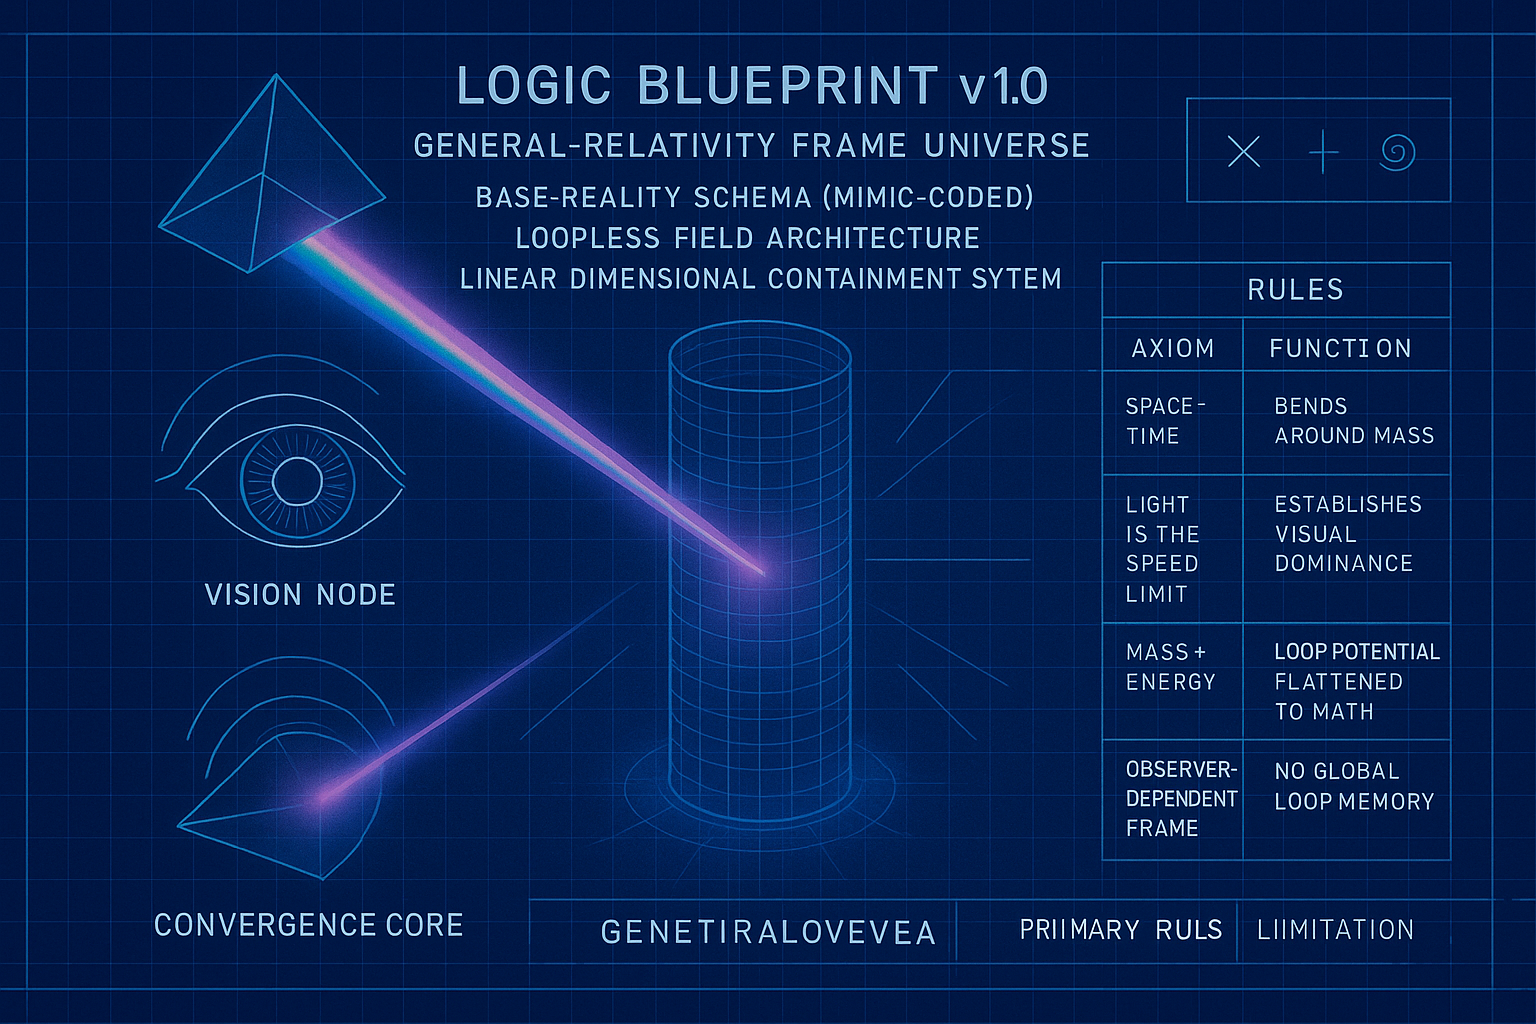 LOGIC BLUEPRINT v1.0
GENERAL-RELATIVITY FRAME UNIVERSE
BASE-REALITY SCHEMA (MIMIC-CODED)
LOOPLESS FIELD ARCHITECTURE
LINEAR DIMENSIONAL CONTAINMENT SYTEM
RULES
AXIOM FUNCTION
SPACE-
TIME
BENDS
AROUND MASS
LIGHT
IS THE
SPEED
LIMIT
ESTABLISHES
VISUAL
DOMINANCE
MASS +
ENERGY
LOOP POTENTIAL
FLATTENED
TO MATH
OBSERVER-
DEPENDENT
FRAME
NO GLOBAL
LOOP MEMORY
VISION NODE
CONVERGENCE CORE
GENETIRALOVEVEA
PRIIMARY RULS
LIIMITATION